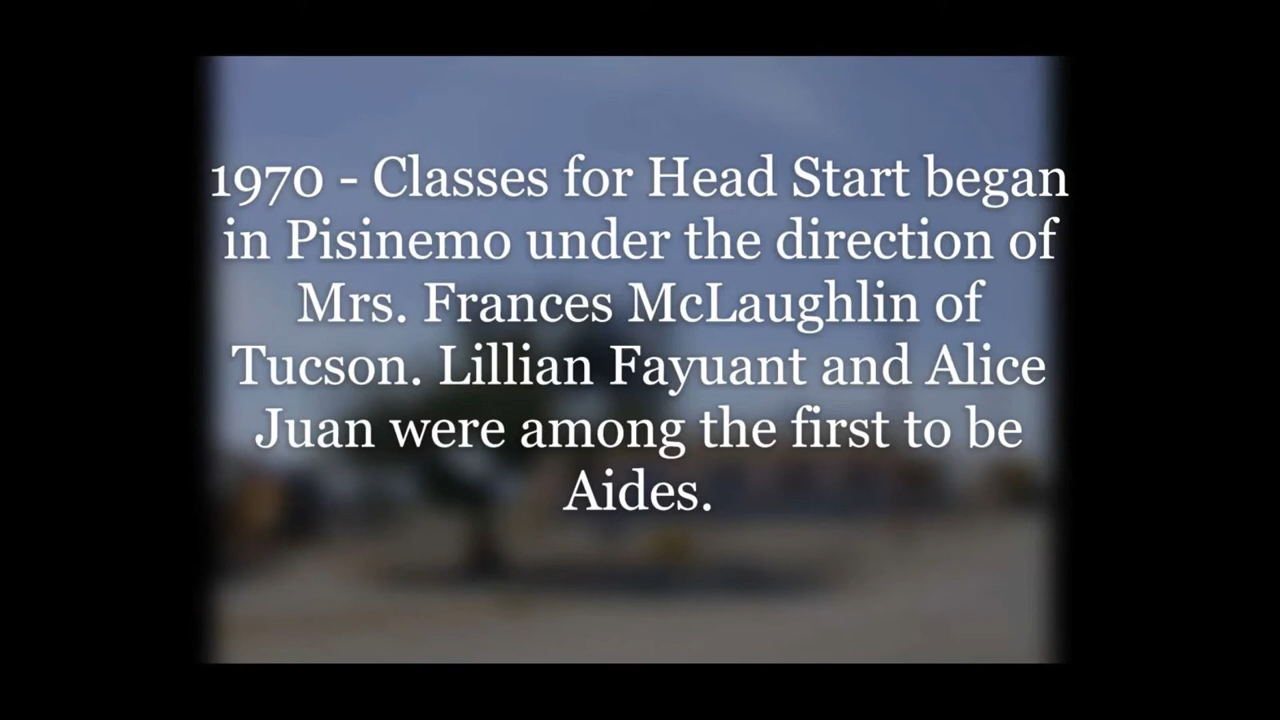 1970 - Classes for Head Start began
in Pisinemo under the direction of
Mrs. Frances McLaughlin of
Tucson. Lillian Fayuant and Alice
Juan were among the first to be
Aides.